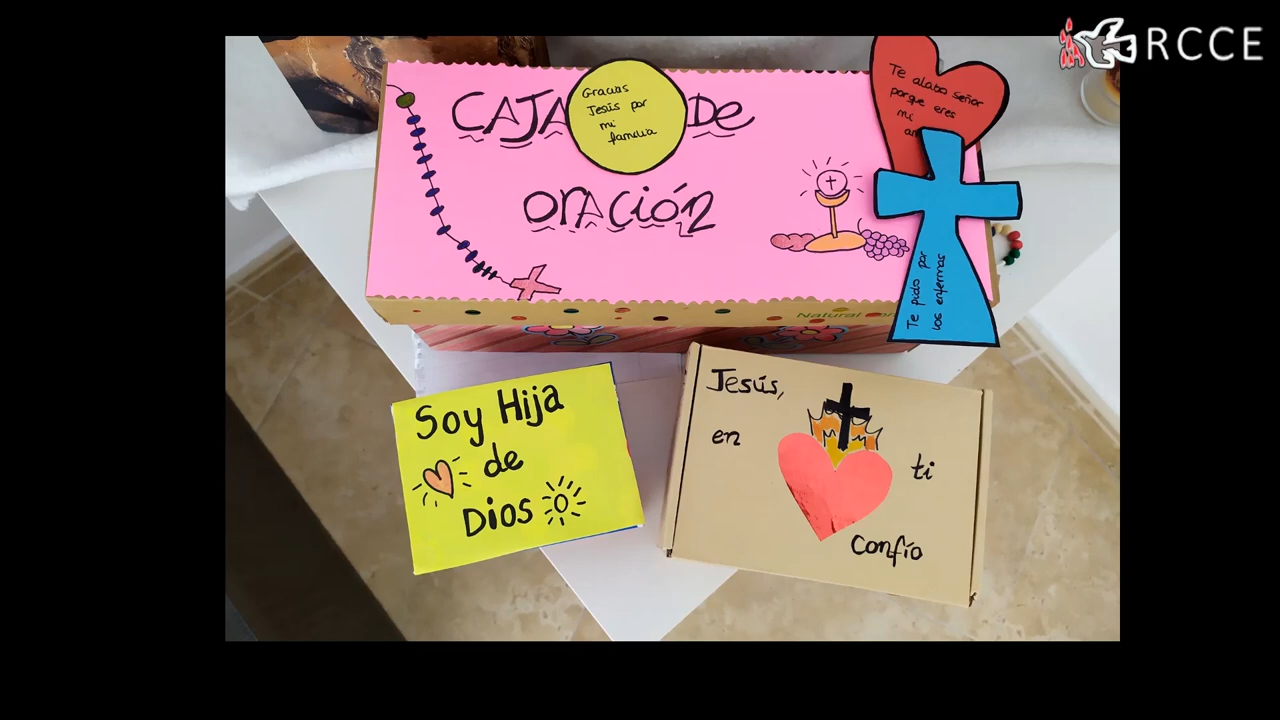 RCCE
CAJA DE
ORACIÓN
Gracias
Jesús por
mi
familia
Te alabo Señor
porque eres
mi
Te pido por
los enfermos
Natural
Soy Hija
de
Dios
Jesús,
en
ti
confío